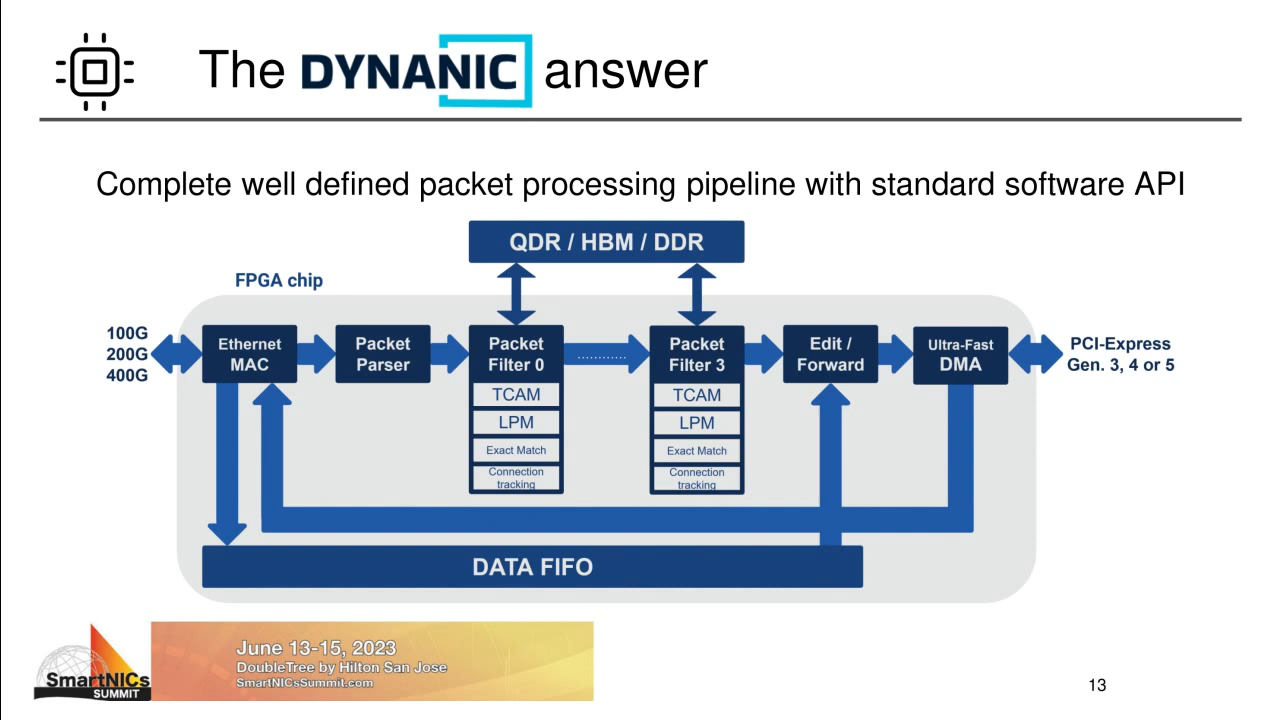 The DYNANIC answer
Complete well defined packet processing pipeline with standard software API
QDR / HBM / DDR
FPGA chip
100G
200G
400G
Ethernet
MAC
Packet
Parser
Packet
Filter 0
TCAM
LPM
Exact Match
Connection
tracking
............
Packet
Filter 3
TCAM
LPM
Exact Match
Connection
tracking
Edit /
Forward
Ultra-Fast
DMA
PCI-Express
Gen. 3, 4 or 5
DATA FIFO
SmartNICs
SUMMIT
June 13-15, 2023
DoubleTree by Hilton San Jose
SmartNICsSummit.com
13